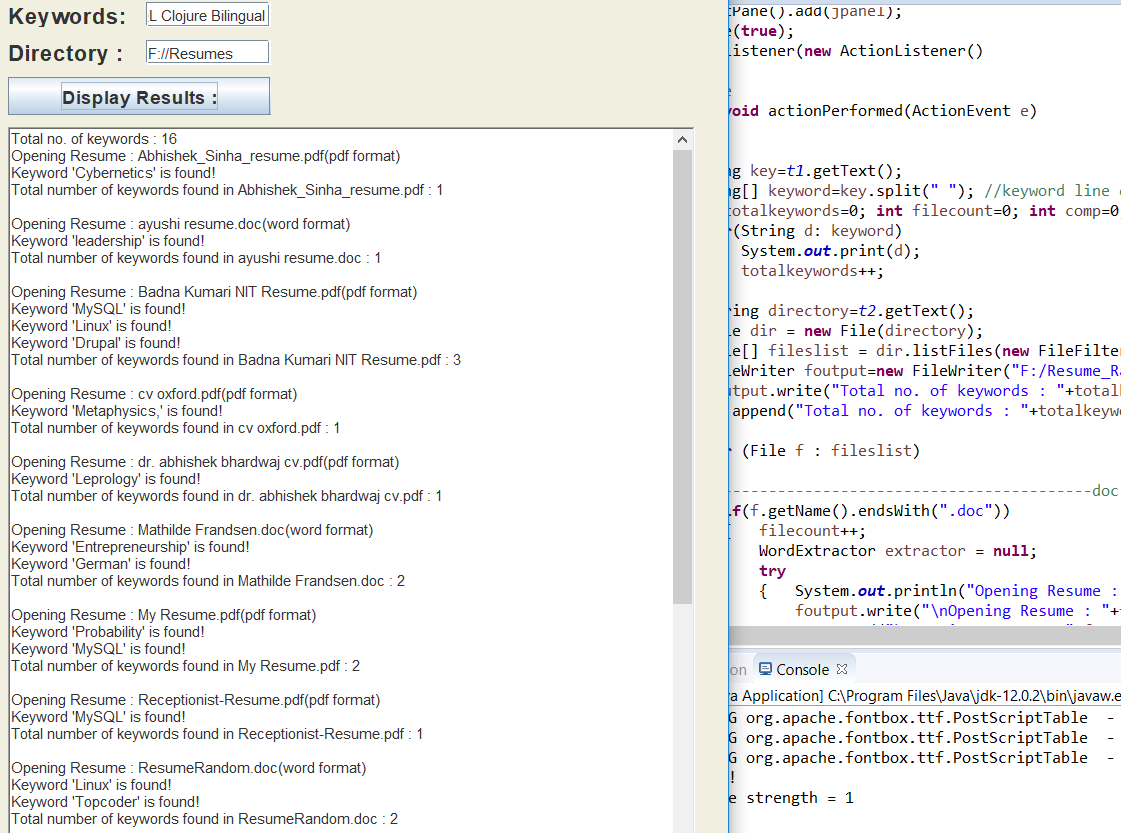 Keywords: L Clojure Bilingual
Directory : F://Resumes
Display Results :
Total no. of keywords : 16
Opening Resume : Abhishek_Sinha_resume.pdf(pdf format)
Keyword 'Cybernetics' is found!
Total number of keywords found in Abhishek_Sinha_resume.pdf : 1
Opening Resume : ayushi resume.doc(word format)
Keyword 'leadership' is found!
Total number of keywords found in ayushi resume.doc : 1
Opening Resume : Badna Kumari NIT Resume.pdf(pdf format)
Keyword 'MySQL' is found!
Keyword 'Linux' is found!
Keyword 'Drupal' is found!
Total number of keywords found in Badna Kumari NIT Resume.pdf : 3
Opening Resume : cv oxford.pdf(pdf format)
Keyword 'Metaphysics,' is found!
Total number of keywords found in cv oxford.pdf : 1
Opening Resume : dr. abhishek bhardwaj cv.pdf(pdf format)
Keyword 'Leprology' is found!
Total number of keywords found in dr. abhishek bhardwaj cv.pdf : 1
Opening Resume : Mathilde Frandsen.doc(word format)
Keyword 'Entrepreneurship' is found!
Keyword 'German' is found!
Total number of keywords found in Mathilde Frandsen.doc : 2
Opening Resume : My Resume.pdf(pdf format)
Keyword 'Probability' is found!
Keyword 'MySQL' is found!
Total number of keywords found in My Resume.pdf : 2
Opening Resume : Receptionist-Resume.pdf(pdf format)
Keyword 'MySQL' is found!
Total number of keywords found in Receptionist-Resume.pdf : 1
Opening Resume : ResumeRandom.doc(word format)
Keyword 'Linux' is found!
Keyword 'Topcoder' is found!
Total number of keywords found in ResumeRandom.doc : 2
tPane().add(jpanel);
e(true);
istener(new ActionListener()
e
void actionPerformed(ActionEvent e)
ng key=t1.getText();
ng[] keyword=key.split(" "); //keyword line
totalkeywords=0; int filecount=0; int comp=0
r(String d: keyword)
System.out.print(d);
totalkeywords++;
ring directory=t2.getText();
le dir = new File(directory);
le[] fileslist = dir.listFiles(new FileFilte
leWriter foutput=new FileWriter("F:/Resume_Ra
utput.write("Total no. of keywords : "+totalk
append("Total no. of keywords : "+totalkeyw
r (File f : fileslist)
----------------------------------------doc
if(f.getName().endsWith(".doc"))
{ filecount++;
WordExtractor extractor = null;
try
{ System.out.println("Opening Resume :
foutput.write("\nOpening Resume : "+
on Console
a Application] C:\Program Files\Java\jdk-12.0.2\bin\javaw.e
G org.apache.fontbox.ttf.PostScriptTable -
G org.apache.fontbox.ttf.PostScriptTable -
G org.apache.fontbox.ttf.PostScriptTable -
!
e strength = 1